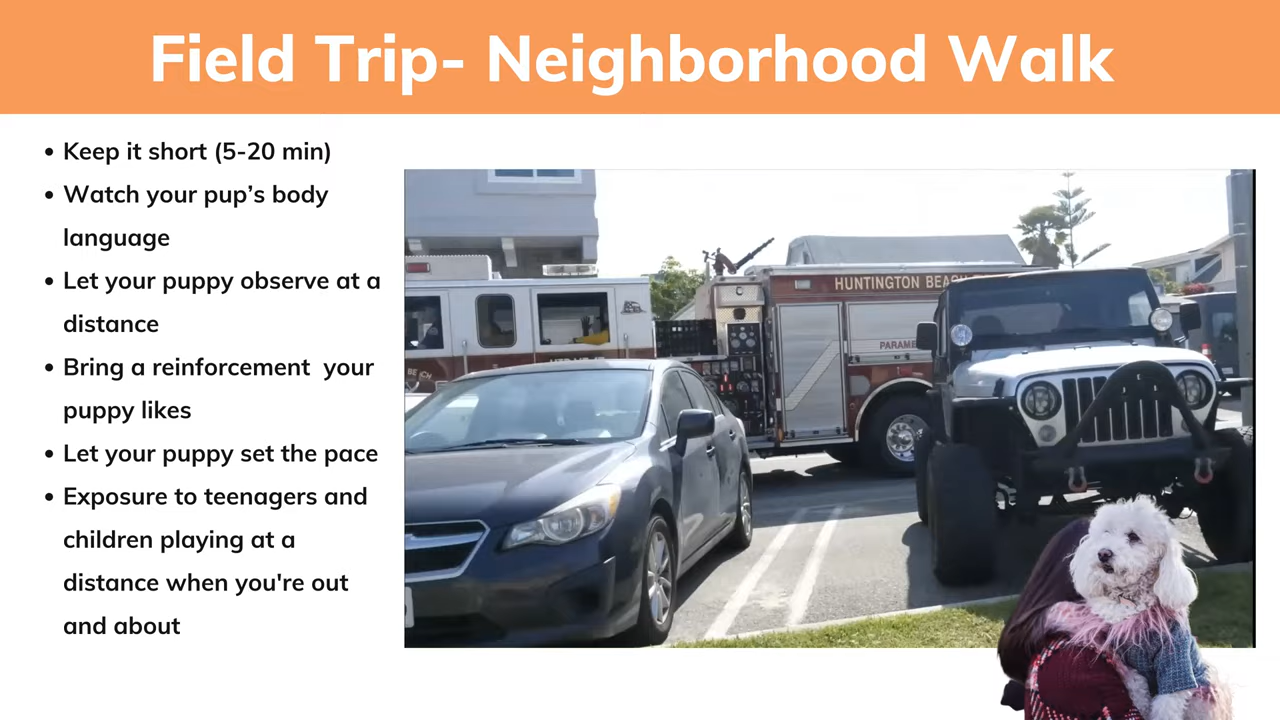 Field Trip- Neighborhood Walk
• Keep it short (5-20 min)
• Watch your pup’s body
language
• Let your puppy observe at a
distance
• Bring a reinforcement  your
puppy likes
• Let your puppy set the pace
• Exposure to teenagers and
children playing at a
distance when you're out
and about
HUNTINGTON BEACH
PARAME
JEEP